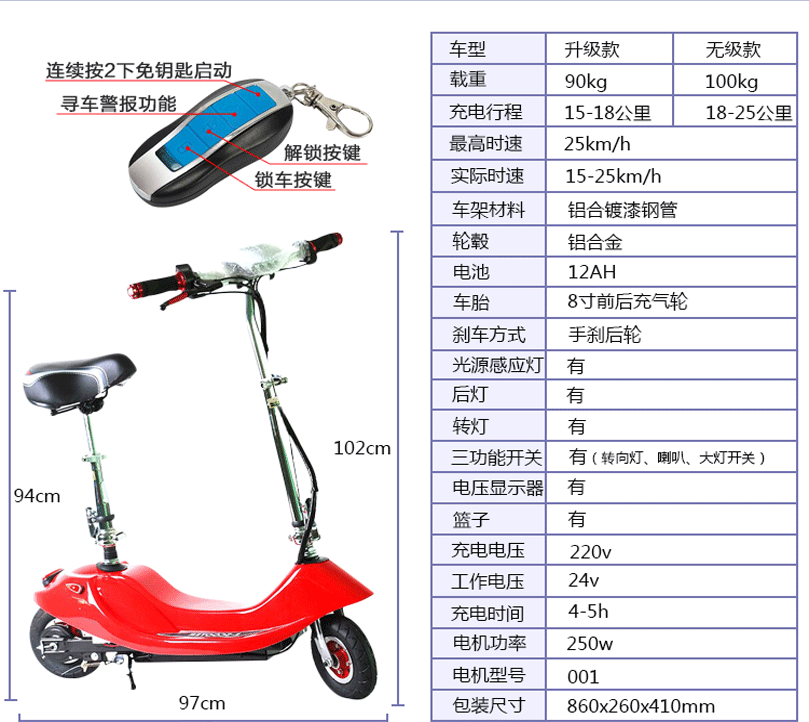 连续按2下免钥匙启动
寻车警报功能
解锁按键
锁车按键
102cm
94cm
97cm
车型 升级款 无级款
载重 90kg 100kg
充电行程 15-18公里 18-25公里
最高时速 25km/h
实际时速 15-25km/h
车架材料 铝合镀漆钢管
轮毂 铝合金
电池 12AH
车胎 8寸前后充气轮
刹车方式 手刹后轮
光源感应灯 有
后灯 有
转灯 有
三功能开关 有（转向灯、喇叭、大灯开关）
电压显示器 有
篮子 有
充电电压 220v
工作电压 24v
充电时间 4-5h
电机功率 250w
电机型号 001
包装尺寸 860x260x410mm